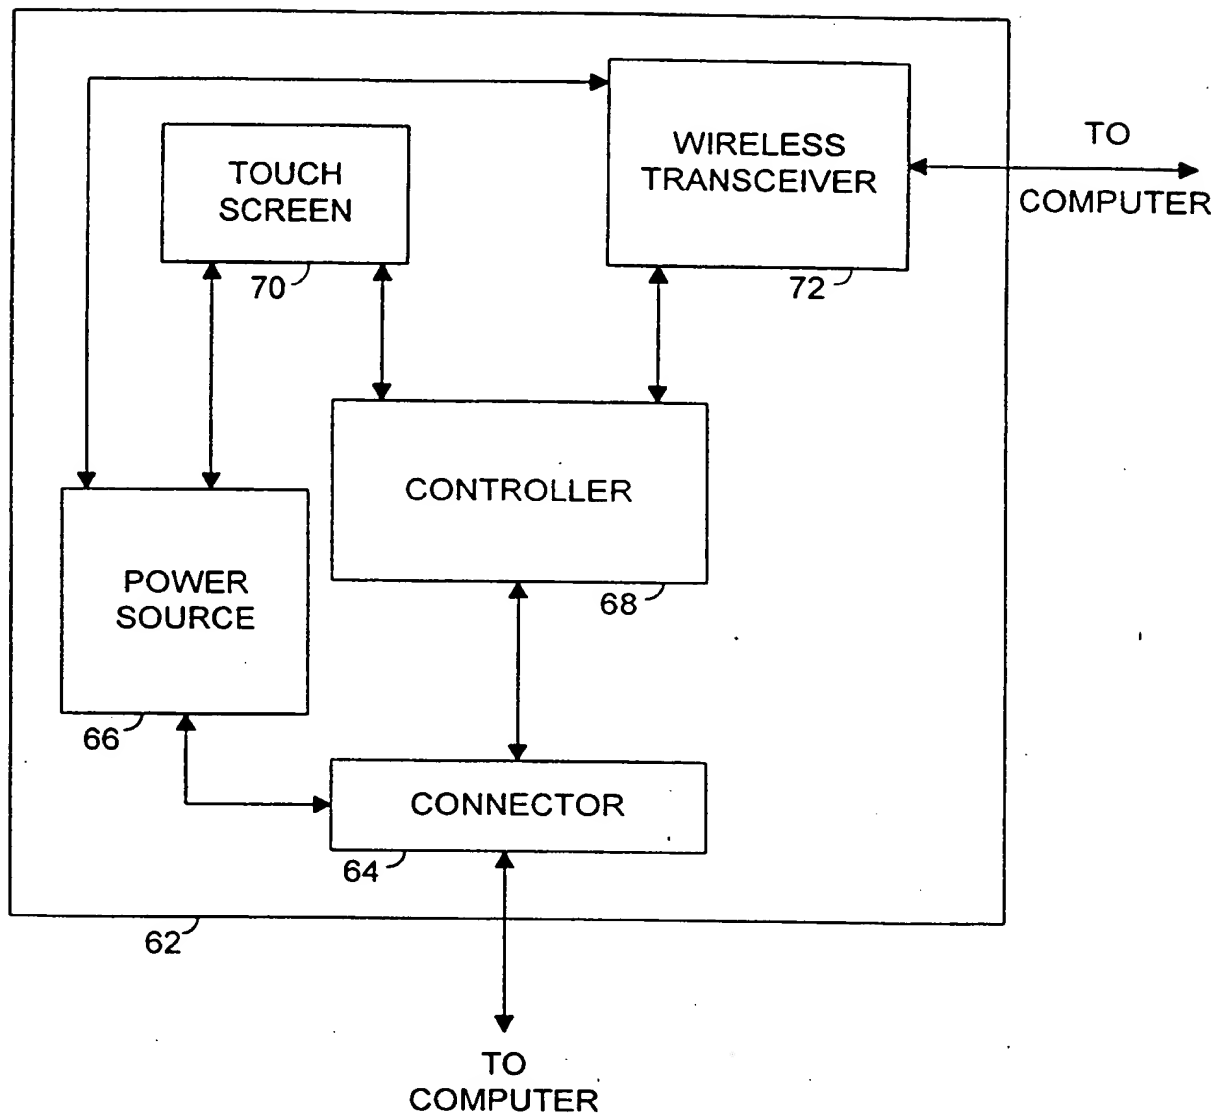 WIRELESS
TRANSCEIVER
72
TO
COMPUTER
TOUCH
SCREEN
70
CONTROLLER
68
POWER
SOURCE
66
CONNECTOR
64
62
TO
COMPUTER